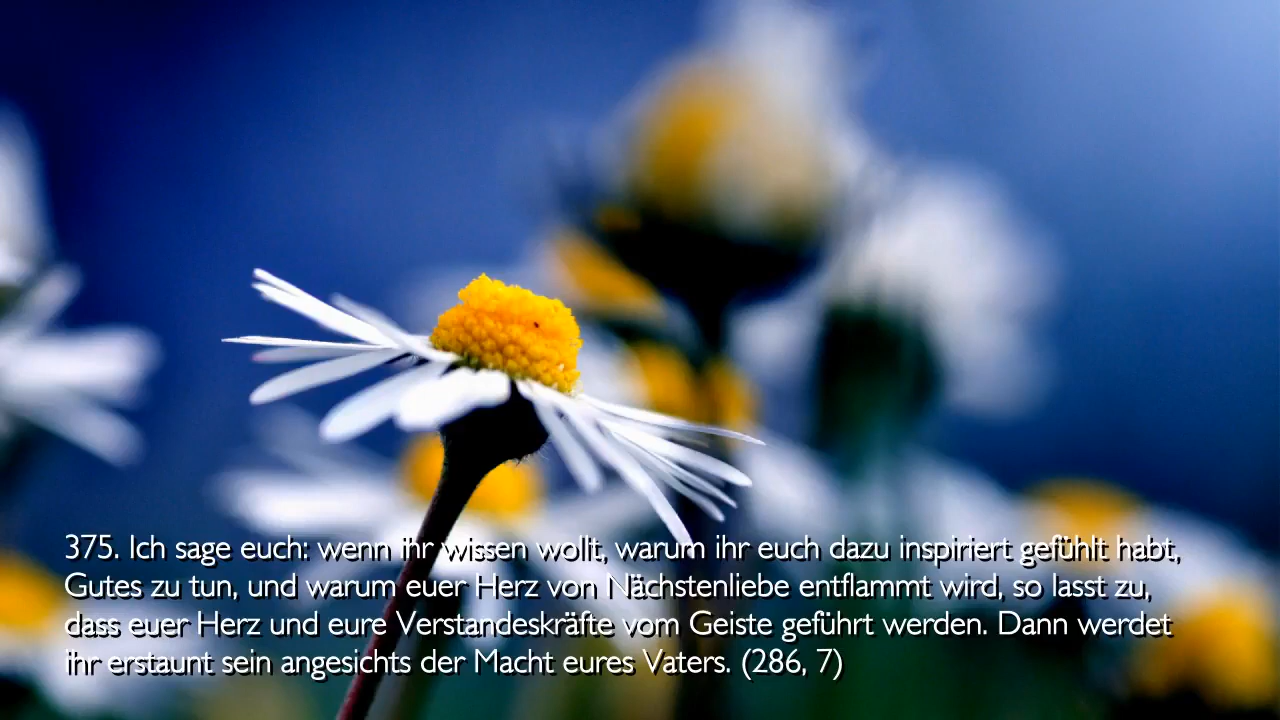 375. Ich sage euch: wenn ihr wissen wollt, warum ihr euch dazu inspiriert gefühlt habt,
Gutes zu tun, und warum euer Herz von Nächstenliebe entflammt wird, so lasst zu,
dass euer Herz und eure Verstandeskräfte vom Geiste geführt werden. Dann werdet
ihr erstaunt sein angesichts der Macht eures Vaters. (286, 7)